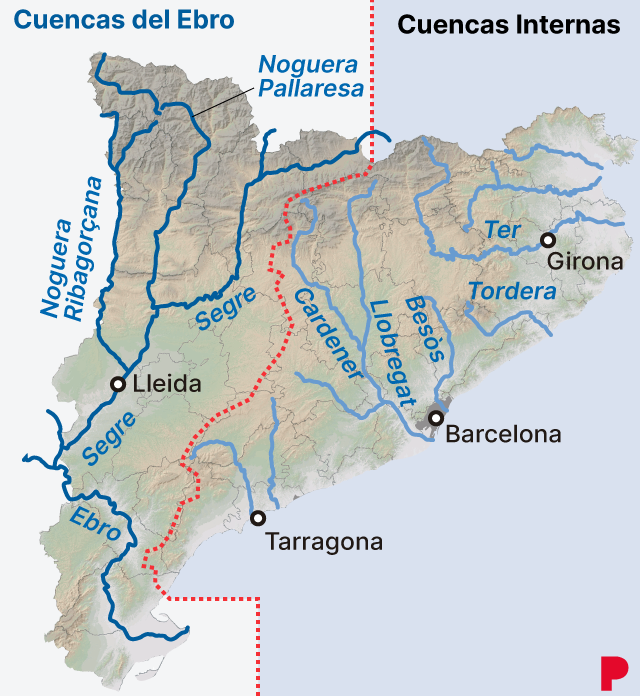 Cuencas del Ebro
Cuencas Internas
Noguera
Pallaresa
Noguera
Ribagorçana
Ter
Girona
Tordera
Segre
Cardener
Llobregat
Besòs
Lleida
Segre
Barcelona
Ebro
Tarragona
P